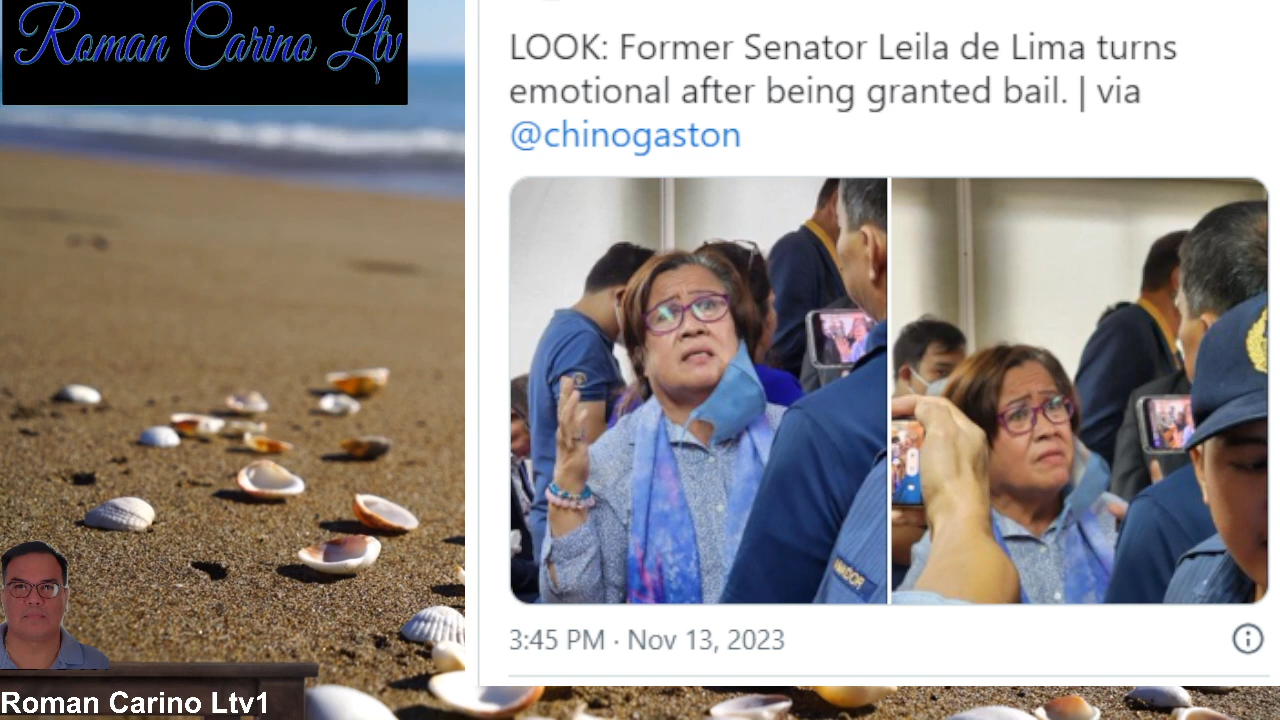 Roman Carino Ltv
LOOK: Former Senator Leila de Lima turns
emotional after being granted bail. | via
@chinogaston
3:45 PM · Nov 13, 2023
Roman Carino Ltv1